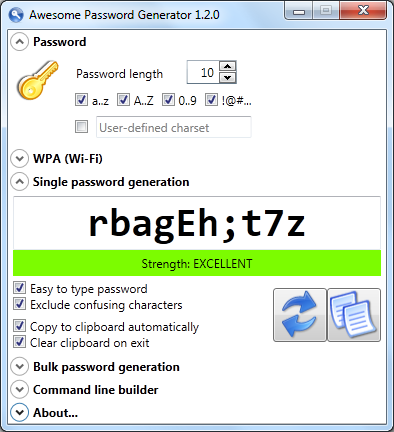 Awesome Password Generator 1.2.0
Password
Password length 10
a..z A..Z 0..9 !@#...
User-defined charset
WPA (Wi-Fi)
Single password generation
rbagEh;t7z
Strength: EXCELLENT
Easy to type password
Exclude confusing characters
Copy to clipboard automatically
Clear clipboard on exit
Bulk password generation
Command line builder
About...